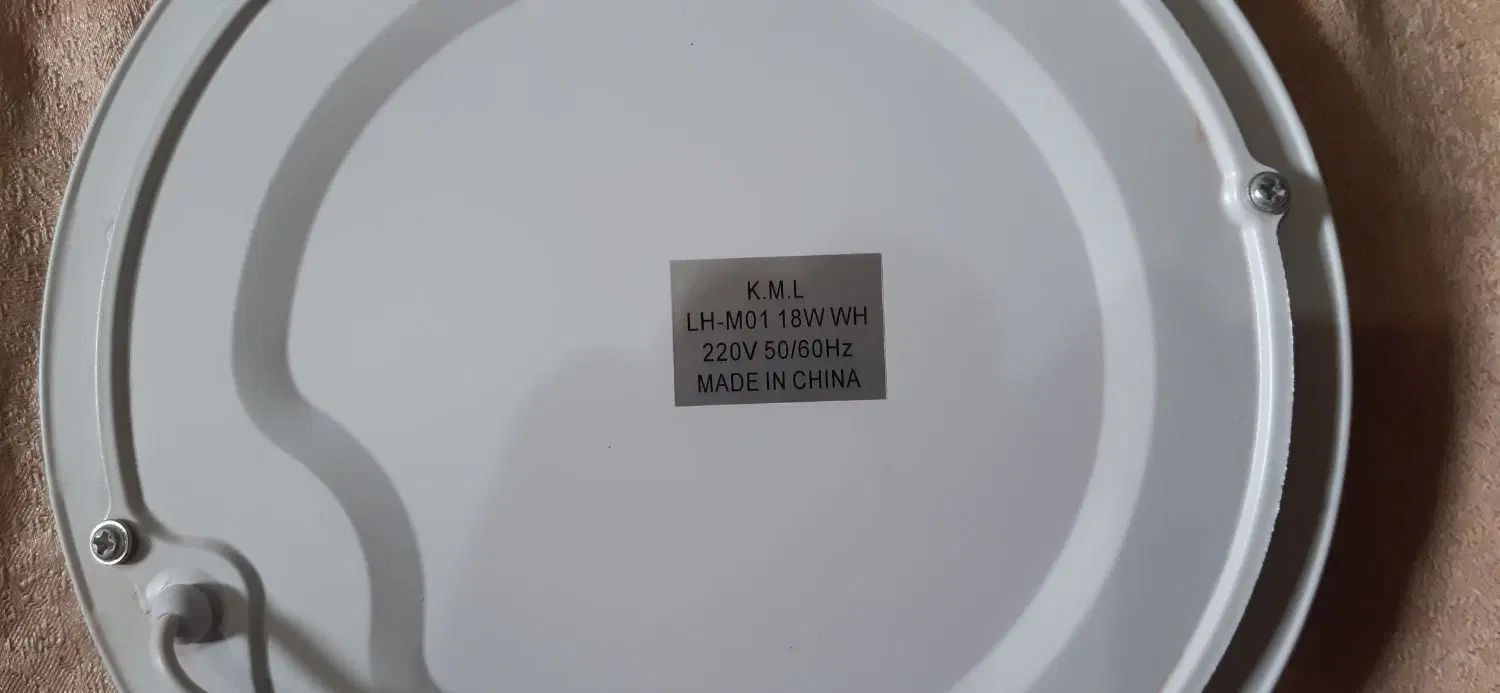 K.M.L
LH-M01 18W WH
220V 50/60Hz
MADE IN CHINA